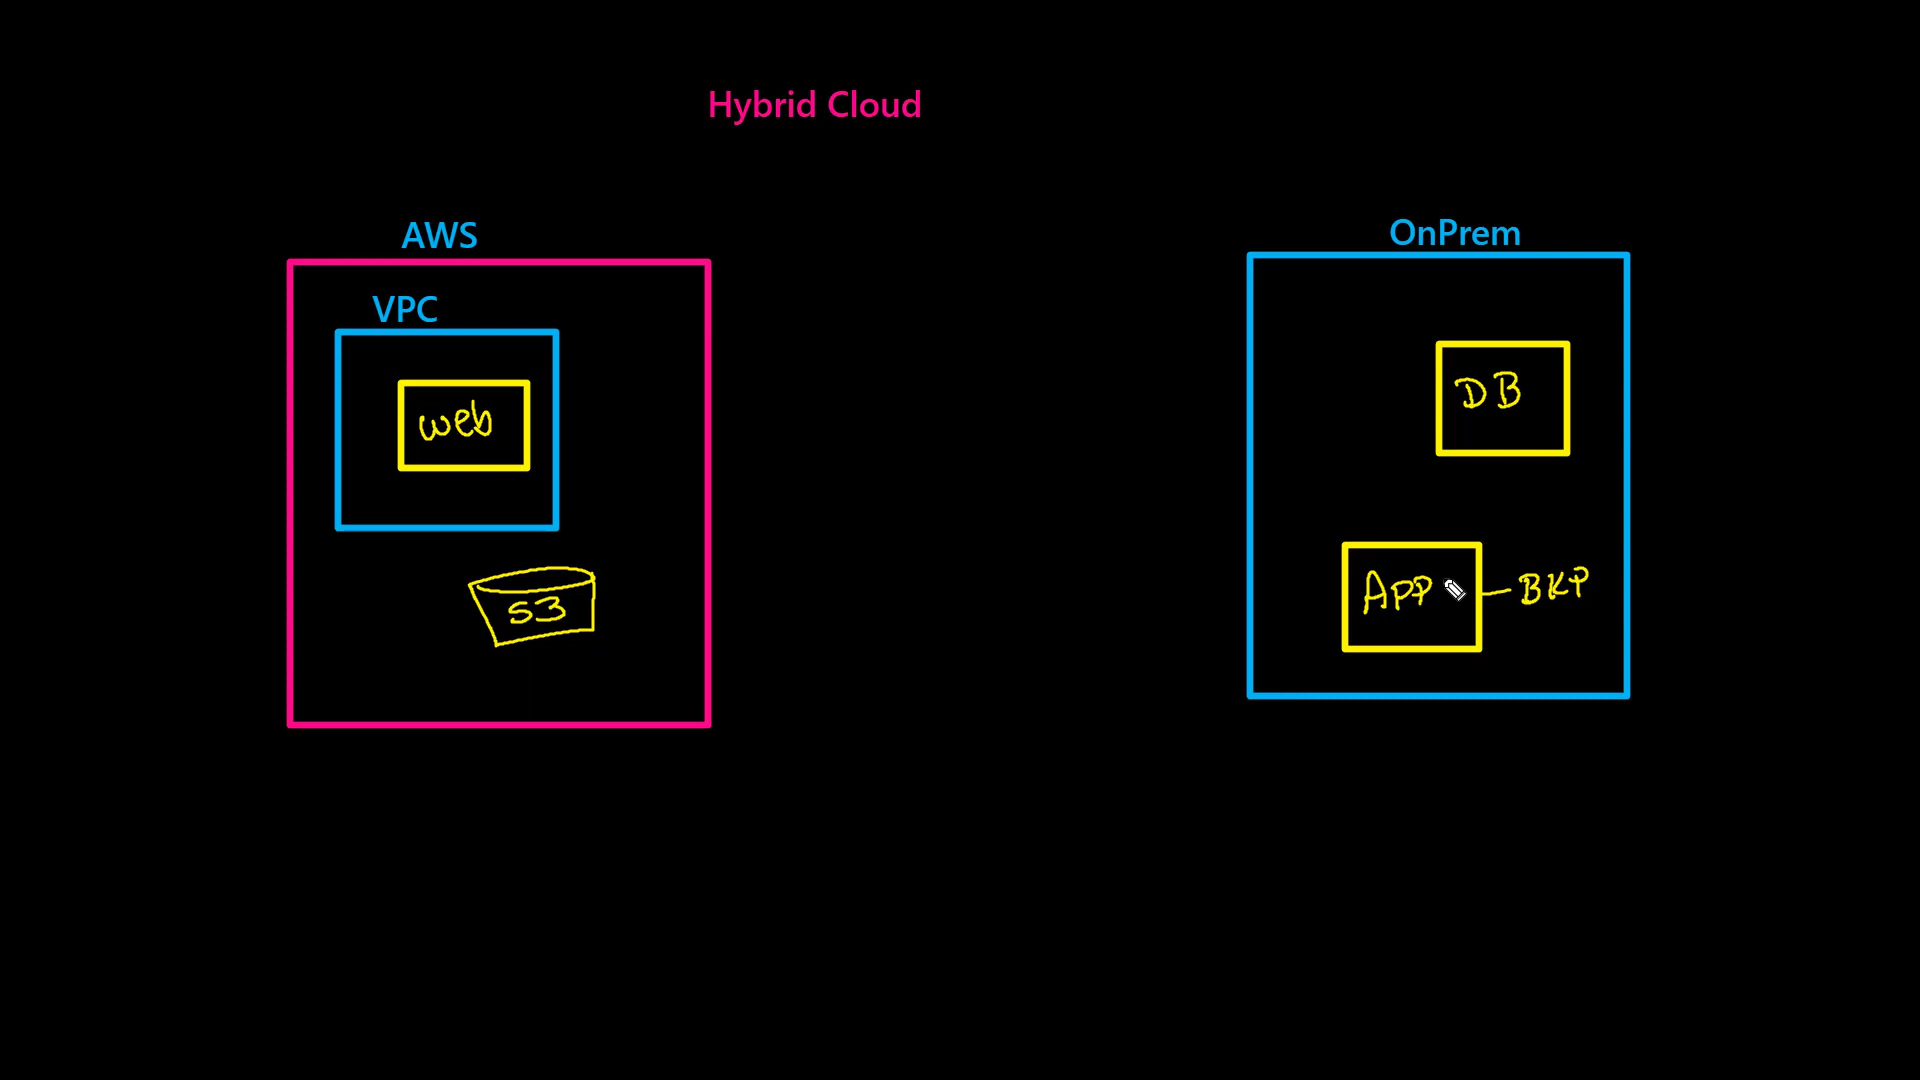 Hybrid Cloud
AWS
VPC
web
S3
OnPrem
DB
APP
BKP